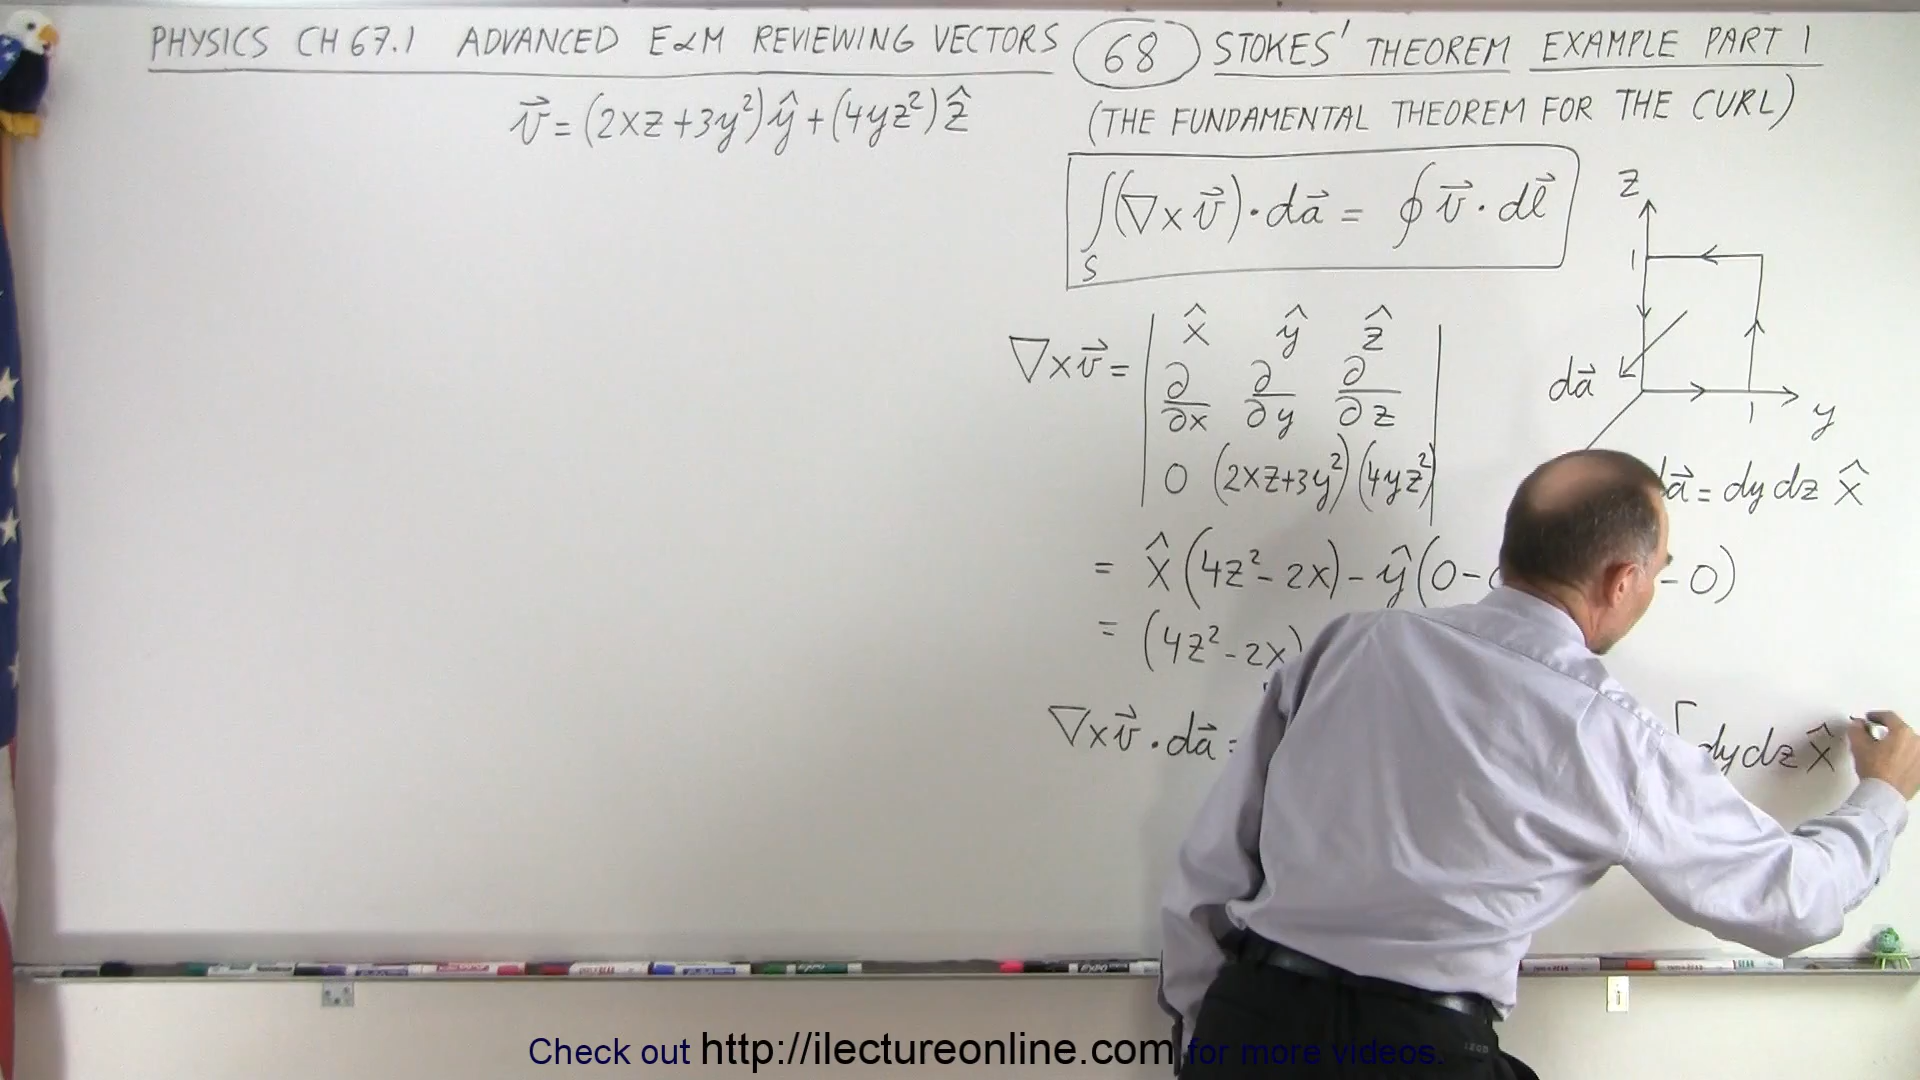 PHYSICS CH 67.1 ADVANCED E&M REVIEWING VECTORS 68 STOKES' THEOREM EXAMPLE PART 1
(THE FUNDAMENTAL THEOREM FOR THE CURL)
v⃗ = (2xz + 3y²)ŷ + (4yz²)ẑ
∫S (∇ × v⃗) · da⃗ = ∮ v⃗ · dl⃗
z
1
da⃗
1
y
∇ × v⃗ =
x̂ ŷ ẑ
∂/∂x ∂/∂y ∂/∂z
0 (2xz+3y²) (4yz²)
da⃗ = dy dz x̂
= x̂ (4z² - 2x) - ŷ (0 - - 0)
= (4z² - 2x)
∇ × v⃗ · da⃗ = [dy dz x̂
Check out http://ilectureonline.com for more videos.